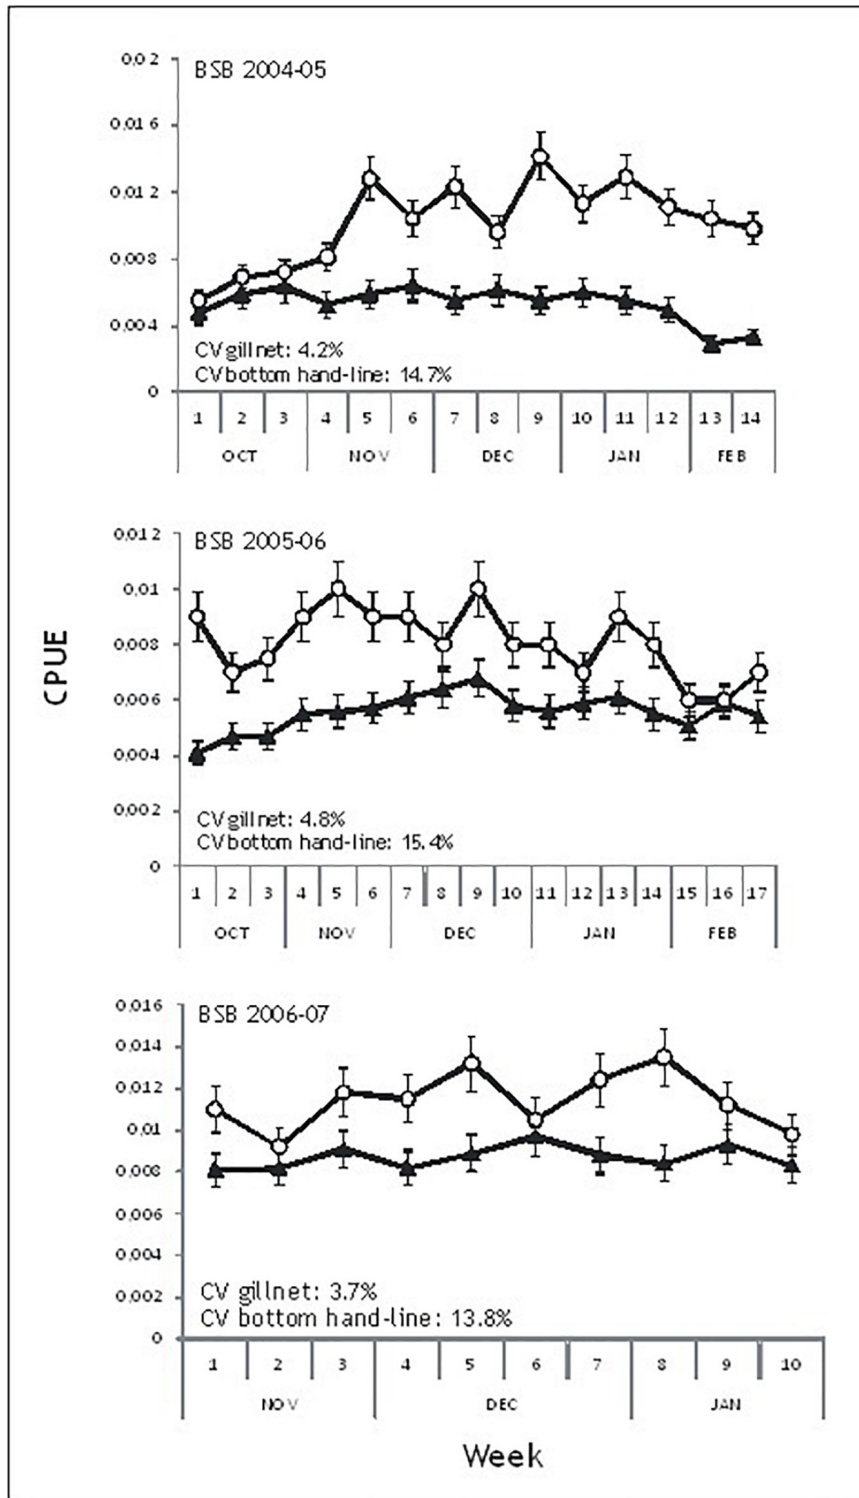 CPUE
BSB 2004-05
0,02
0,016
0,012
0,008
0,004
0
CV gill net: 4.2%
CV bottom hand-line: 14.7%
1 2 3 4 5 6 7 8 9 10 11 12 13 14
OCT NOV DEC JAN FEB
BSB 2005-06
0,012
0,01
0,008
0,006
0,004
0,002
0
CV gill net: 4.8%
CV bottom hand-line: 15.4%
1 2 3 4 5 6 7 8 9 10 11 12 13 14 15 16 17
OCT NOV DEC JAN FEB
BSB 2006-07
0,016
0,014
0,012
0,01
0,008
0,006
0,004
0,002
0
CV gillnet: 3.7%
CV bottom hand-line: 13.8%
1 2 3 4 5 6 7 8 9 10
NOV DEC JAN
Week